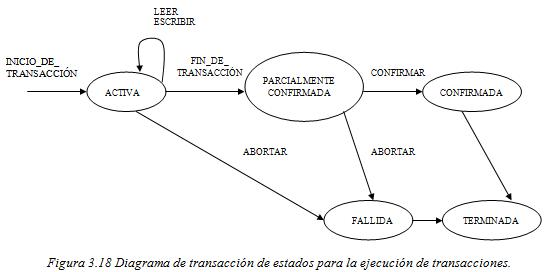 LEER
ESCRIBIR
INICIO_DE_
TRANSACCIÓN
FIN_DE_
TRANSACCIÓN
ACTIVA
PARCIALMENTE
CONFIRMADA
CONFIRMAR
CONFIRMADA
ABORTAR
ABORTAR
FALLIDA
TERMINADA
Figura 3.18 Diagrama de transacción de estados para la ejecución de transacciones.